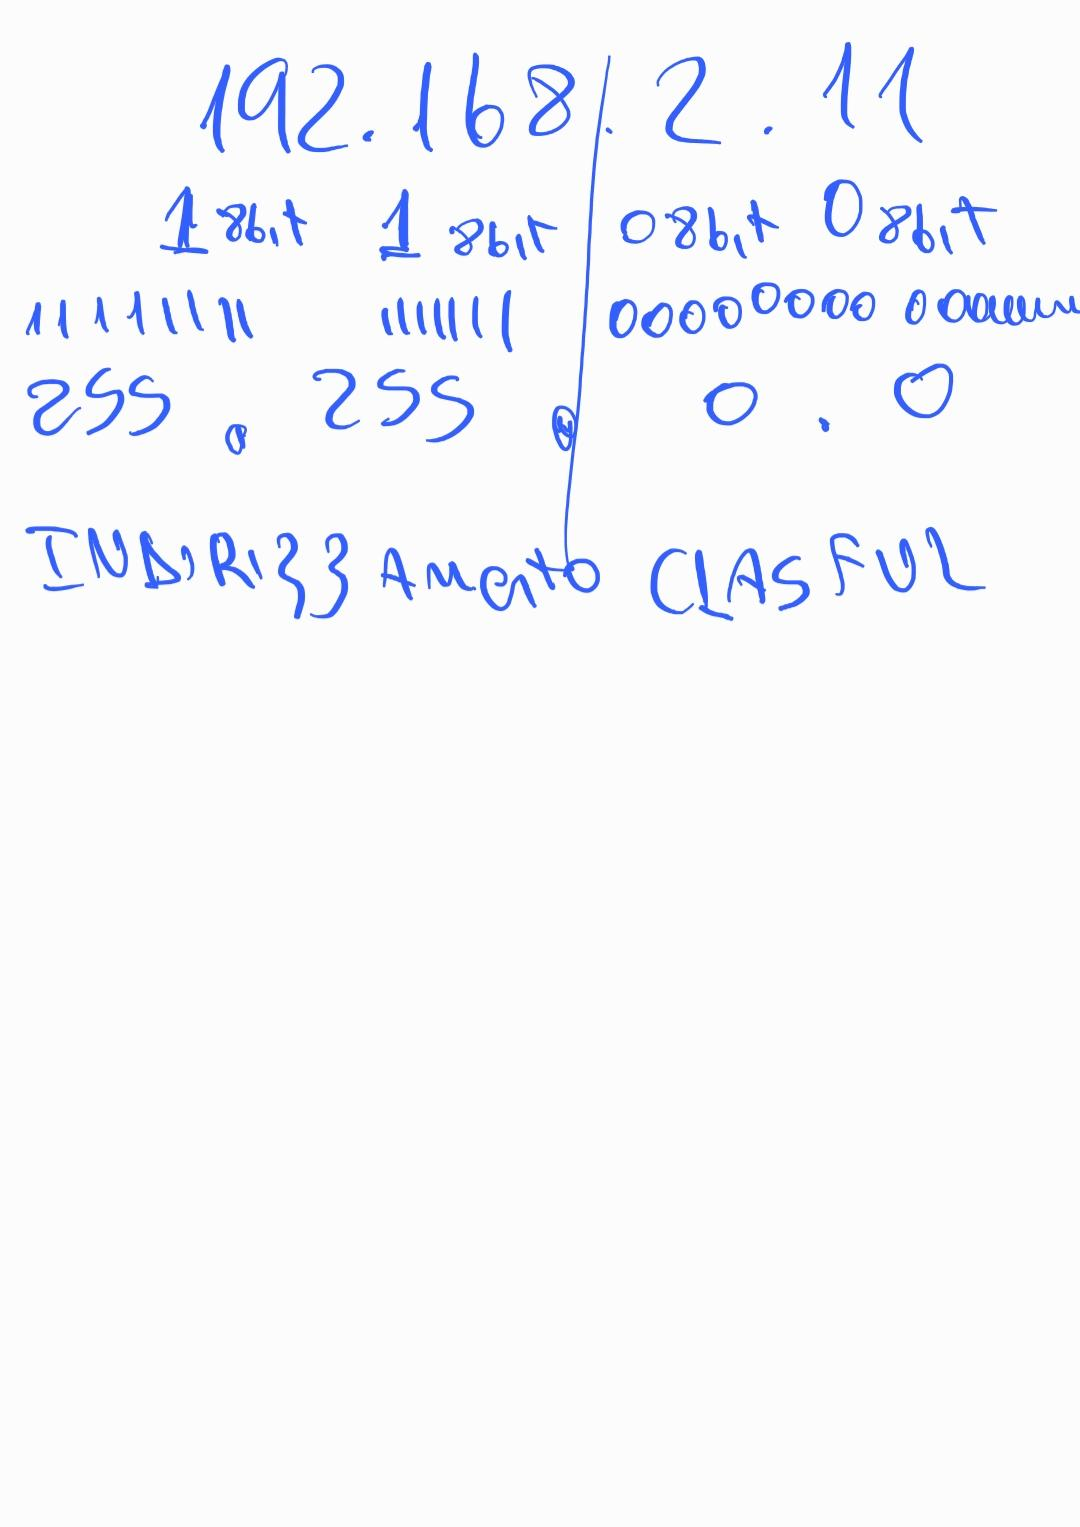 192.168.2.11
1 8bit 1 8bit 0 8bit 0 8bit
11111111 11111111 00000000
255.255.0.0
INDIRIZZAMento CLASFUL